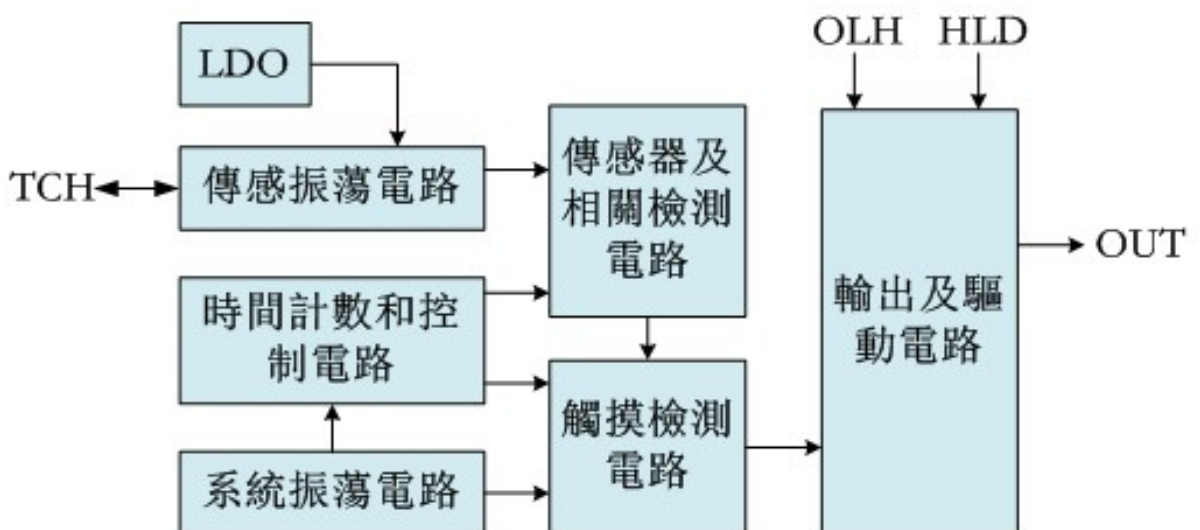 OLH HLD
LDO
TCH
傳感振蕩電路
傳感器及
相關檢測
電路
OUT
時間計數和控
制電路
輸出及驅
動電路
觸摸檢測
電路
系統振蕩電路